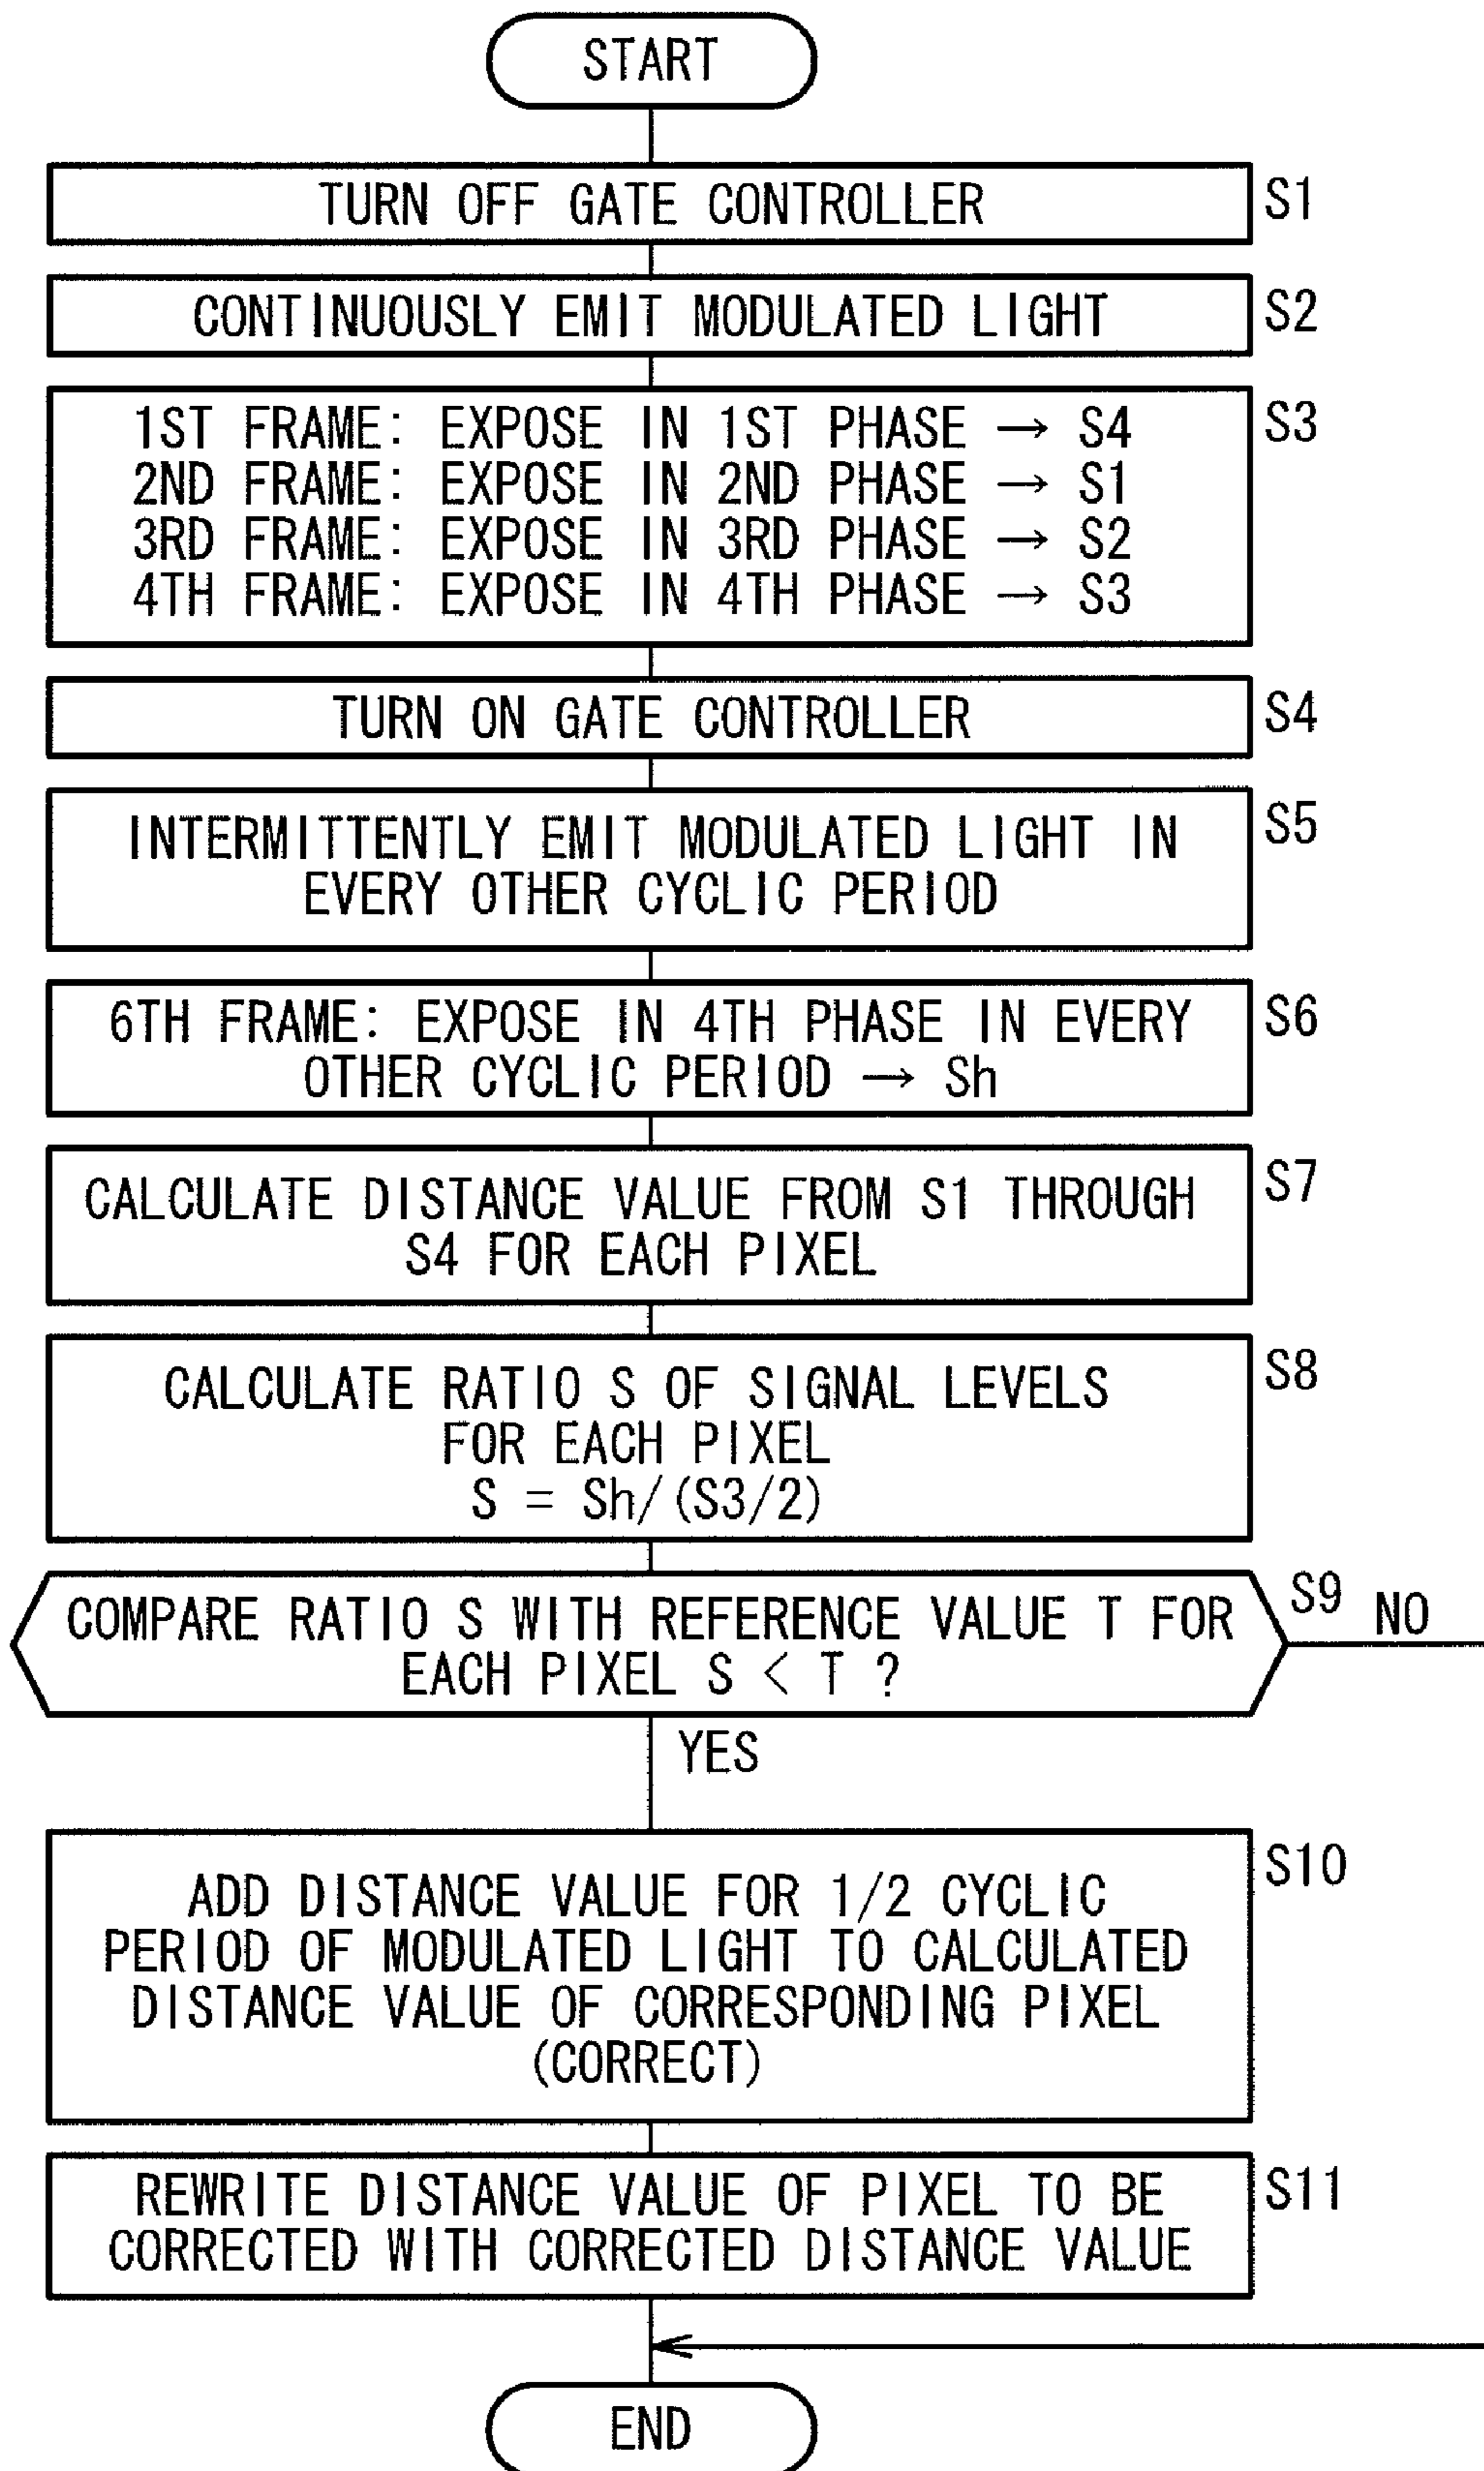 START
TURN OFF GATE CONTROLLER
S1
CONTINUOUSLY EMIT MODULATED LIGHT
S2
1ST FRAME: EXPOSE IN 1ST PHASE → S4
S3
2ND FRAME: EXPOSE IN 2ND PHASE → S1
3RD FRAME: EXPOSE IN 3RD PHASE → S2
4TH FRAME: EXPOSE IN 4TH PHASE → S3
TURN ON GATE CONTROLLER
S4
INTERMITTENTLY EMIT MODULATED LIGHT IN
S5
EVERY OTHER CYCLIC PERIOD
6TH FRAME: EXPOSE IN 4TH PHASE IN EVERY
S6
OTHER CYCLIC PERIOD → Sh
CALCULATE DISTANCE VALUE FROM S1 THROUGH
S7
S4 FOR EACH PIXEL
CALCULATE RATIO S OF SIGNAL LEVELS
S8
FOR EACH PIXEL
S = Sh/(S3/2)
COMPARE RATIO S WITH REFERENCE VALUE T FOR
S9 NO
EACH PIXEL S < T ?
YES
ADD DISTANCE VALUE FOR 1/2 CYCLIC
S10
PERIOD OF MODULATED LIGHT TO CALCULATED
DISTANCE VALUE OF CORRESPONDING PIXEL
(CORRECT)
REWRITE DISTANCE VALUE OF PIXEL TO BE
S11
CORRECTED WITH CORRECTED DISTANCE VALUE
END